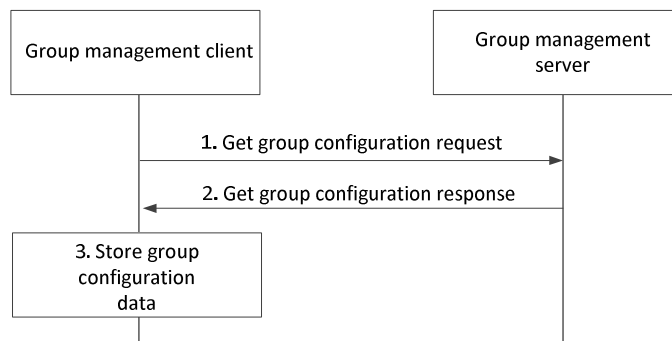 Group management client
Group management
server
1. Get group configuration request
2. Get group configuration response
3. Store group
configuration
data